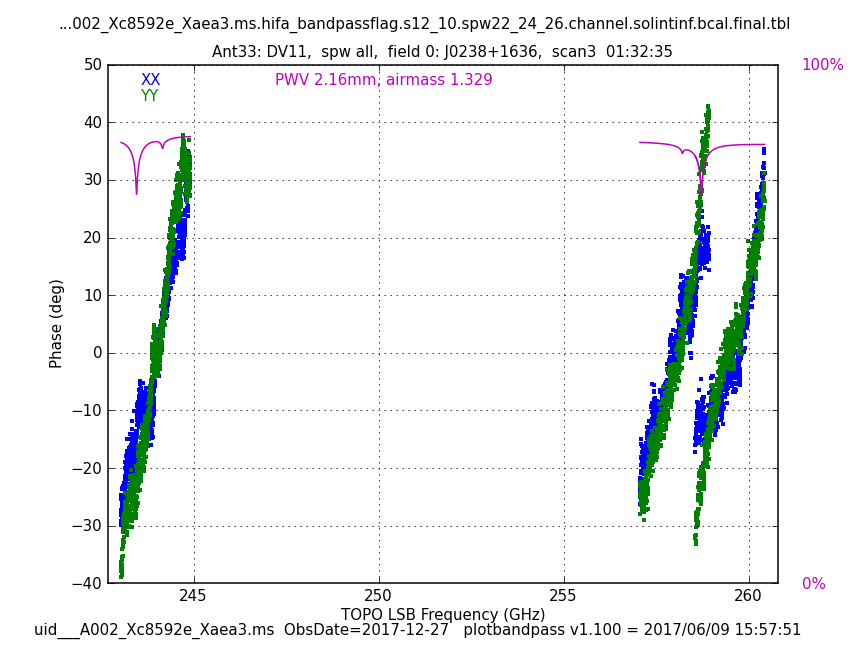 ...002_Xc8592e_Xaea3.ms.hifa_bandpassflag.s12_10.spw22_24_26.channel.solintinf.bcal.final.tbl
Ant33: DV11, spw all, field 0: J0238+1636, scan3 01:32:35
50 100%
XX PWV 2.16mm, airmass 1.329
YY
40
30
20
10
0
−10
−20
−30
−40 0%
Phase (deg)
245 250 255 260
TOPO LSB Frequency (GHz)
uid___A002_Xc8592e_Xaea3.ms ObsDate=2017-12-27 plotbandpass v1.100 = 2017/06/09 15:57:51